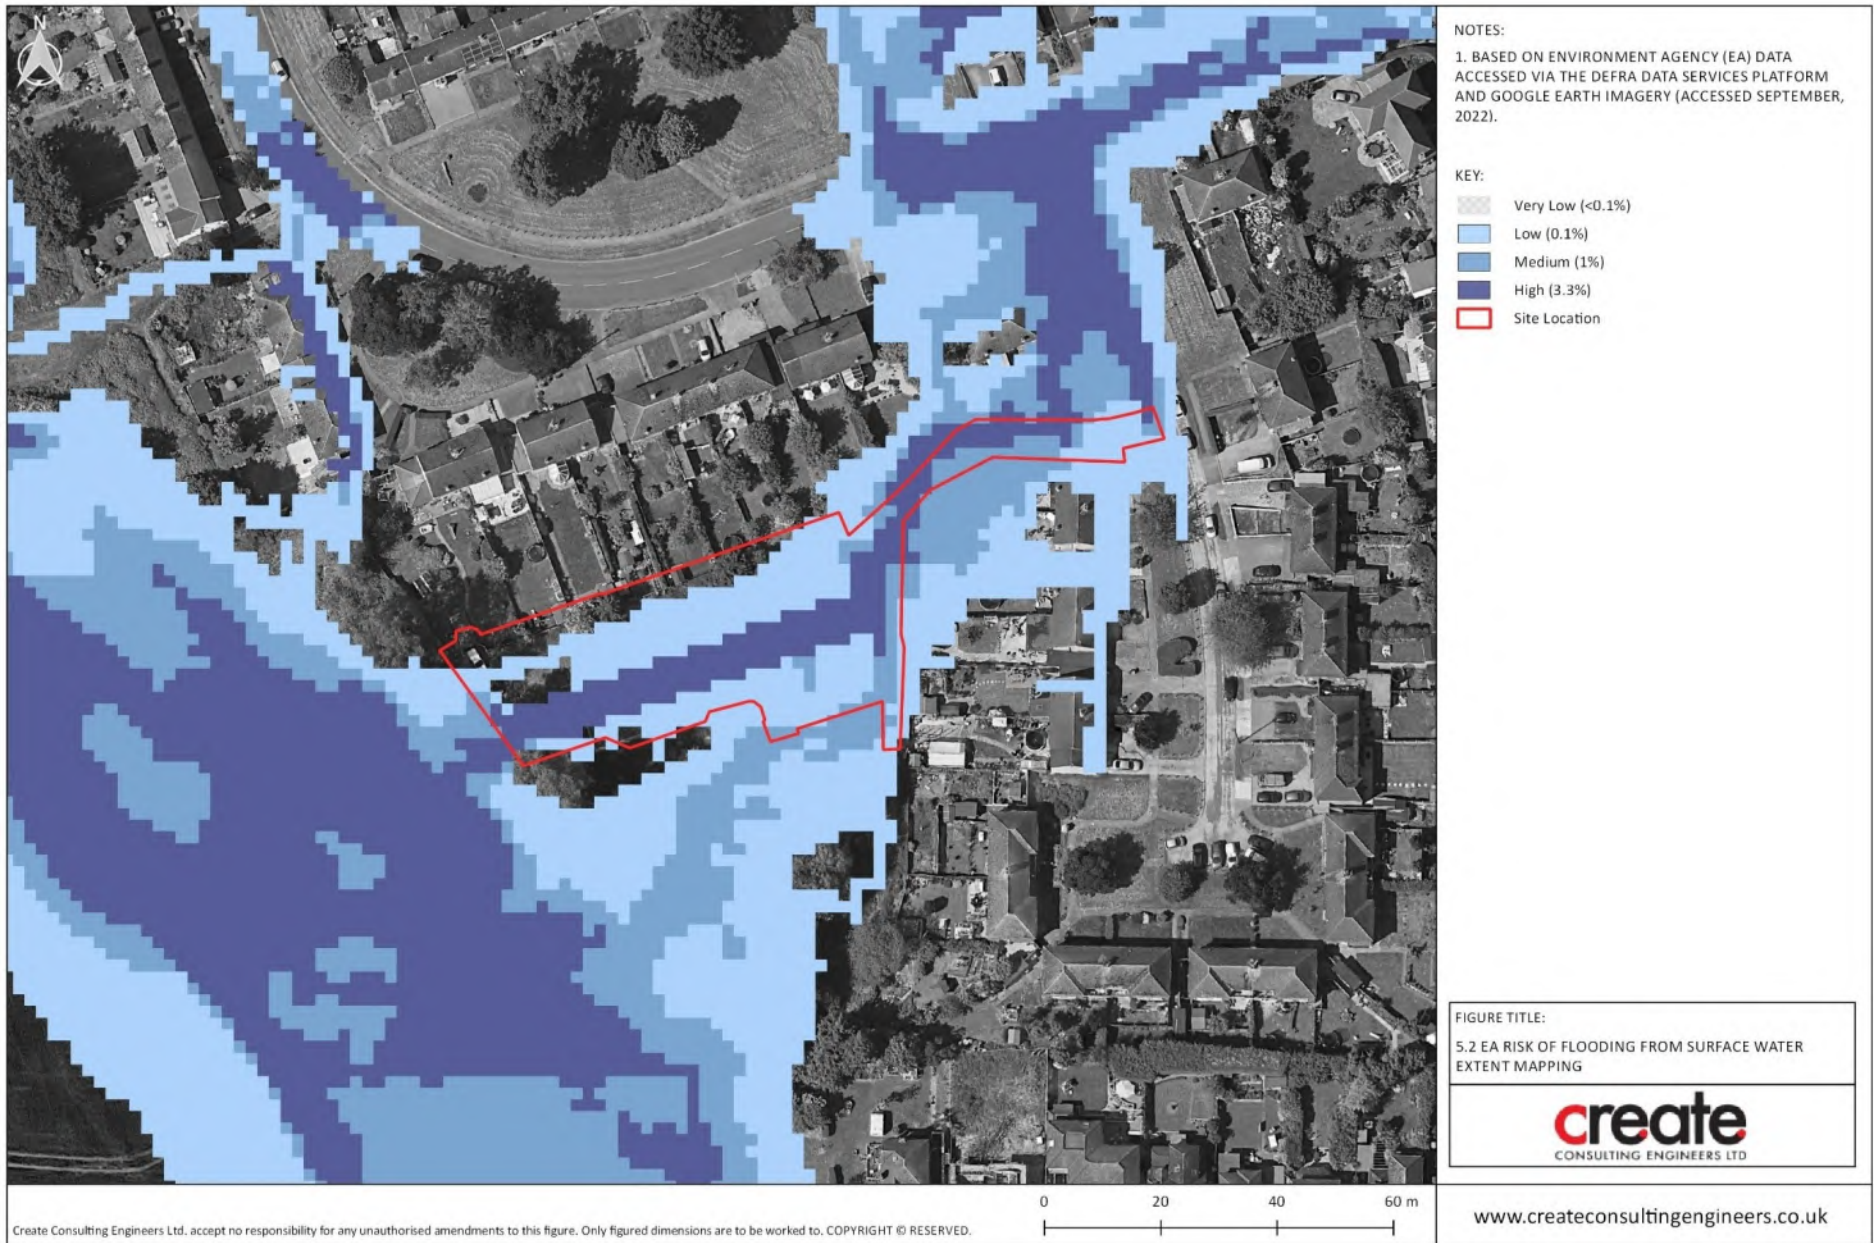 N
NOTES:
1. BASED ON ENVIRONMENT AGENCY (EA) DATA
ACCESSED VIA THE DEFRA DATA SERVICES PLATFORM
AND GOOGLE EARTH IMAGERY (ACCESSED SEPTEMBER,
2022).
KEY:
Very Low (<0.1%)
Low (0.1%)
Medium (1%)
High (3.3%)
Site Location
FIGURE TITLE:
5.2 EA RISK OF FLOODING FROM SURFACE WATER
EXTENT MAPPING
create
CONSULTING ENGINEERS LTD
www.createconsultingengineers.co.uk
0 20 40 60 m
Create Consulting Engineers Ltd. accept no responsibility for any unauthorised amendments to this figure. Only figured dimensions are to be worked to. COPYRIGHT © RESERVED.